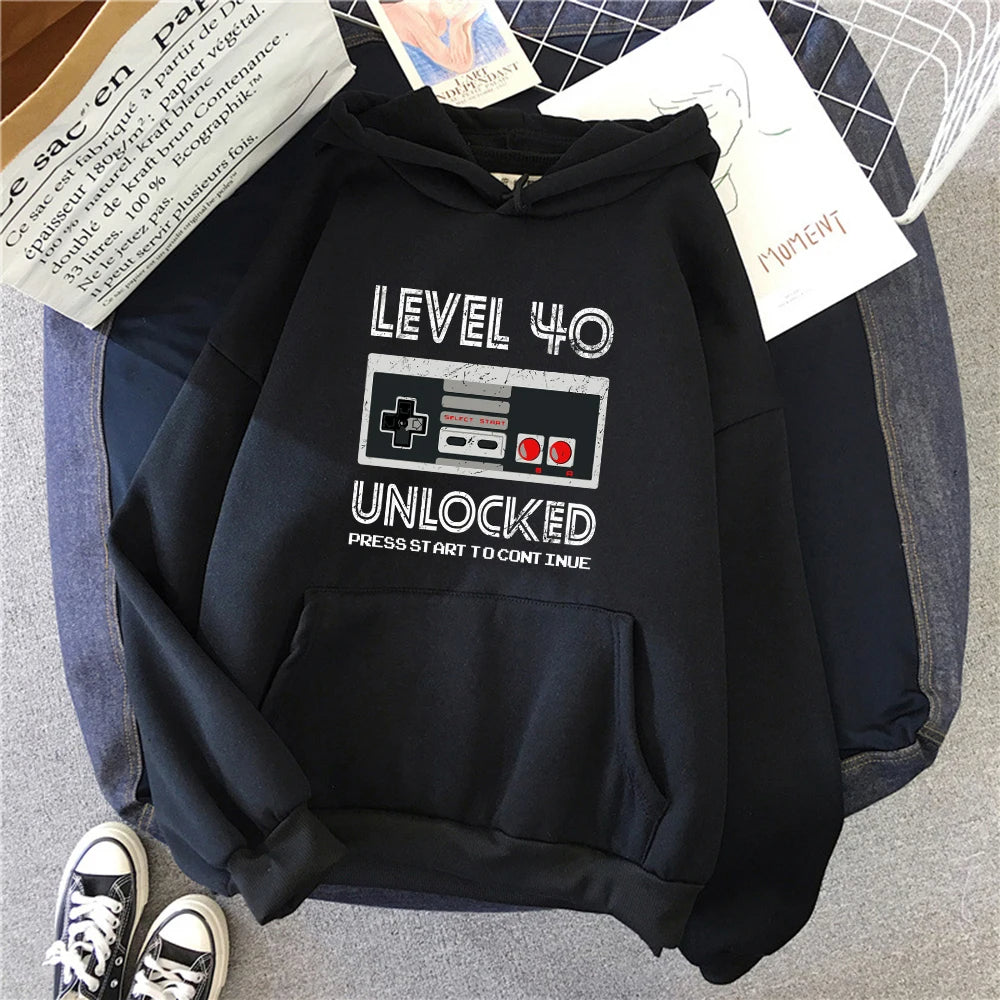 Le sac en pap
Ce sac est fabriqué à partir de
épaisseur 180g/m² : papier végétal.
100 % naturel. kraft blanc
doublé de kraft brun Contenance
33 litres. 100 % Ecographik™
Ne le jetez pas.
Il peut servir plusieurs fois.
L'ART
INDÉPENDANT
MOMENT
LEVEL 40
SELECT START
B A
UNLOCKED
PRESS START TO CONTINUE